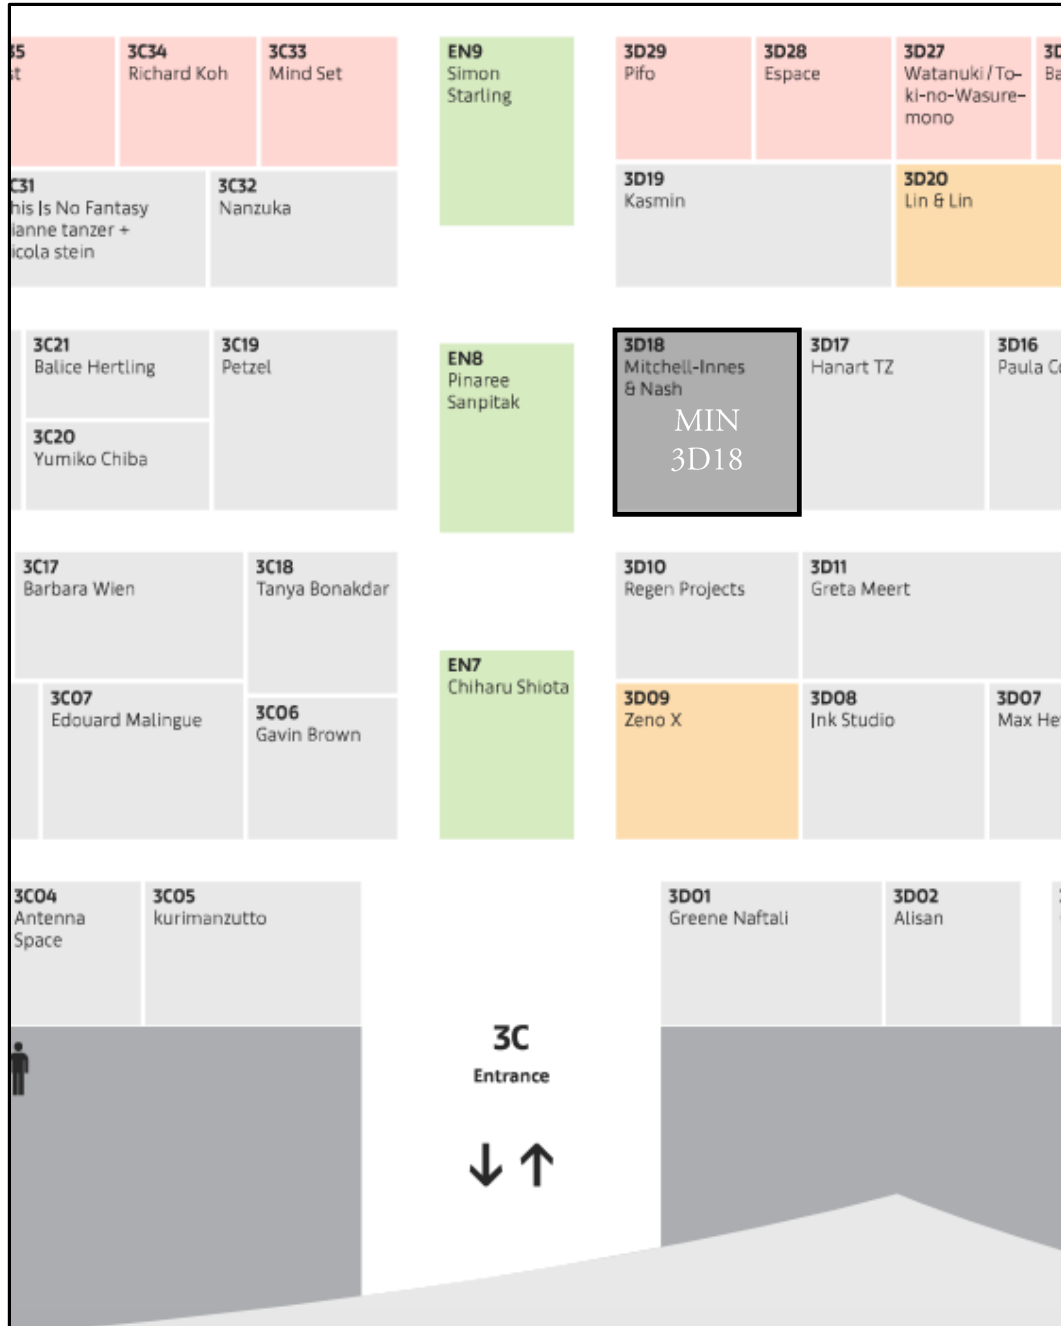 3C34
Richard Koh
3C33
Mind Set
EN9
Simon
Starling
3D29
Pifo
3D28
Espace
3D27
Watanuki/To-
ki-no-Wasure-
mono
3C32
Nanzuka
3D19
Kasmin
3D20
Lin & Lin
C31
his Is No Fantasy
ianne tanzer +
icola stein
3C21
Balice Hertling
3C19
Petzel
EN8
Pinaree
Sanpitak
3D18
Mitchell-Innes
& Nash
MIN
3D18
3D17
Hanart TZ
3D16
Paula
3C20
Yumiko Chiba
3C17
Barbara Wien
3C18
Tanya Bonakdar
3D10
Regen Projects
3D11
Greta Meert
EN7
Chiharu Shiota
3C07
Edouard Malingue
3C06
Gavin Brown
3D09
Zeno X
3D08
Ink Studio
3D07
Max He
3C04
Antenna
Space
3C05
kurimanzutto
3D01
Greene Naftali
3D02
Alisan
3C
Entrance